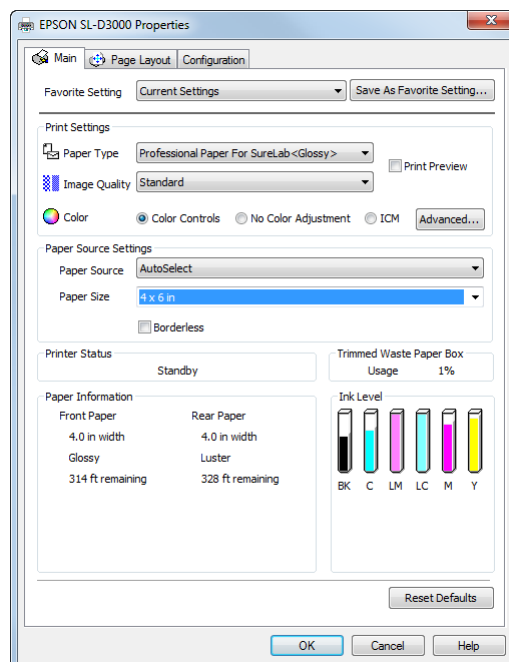 EPSON SL-D3000 Properties
Main Page Layout Configuration
Favorite Setting Current Settings Save As Favorite Setting...
Print Settings
Paper Type Professional Paper For SureLab<Glossy>
Print Preview
Image Quality Standard
Color Color Controls No Color Adjustment ICM Advanced...
Paper Source Settings
Paper Source AutoSelect
Paper Size 4 x 6 in
Borderless
Printer Status Trimmed Waste Paper Box
Standby Usage 1%
Paper Information Ink Level
Front Paper Rear Paper
4.0 in width 4.0 in width
Glossy Luster
314 ft remaining 328 ft remaining
BK C LM LC M Y
Reset Defaults
OK Cancel Help